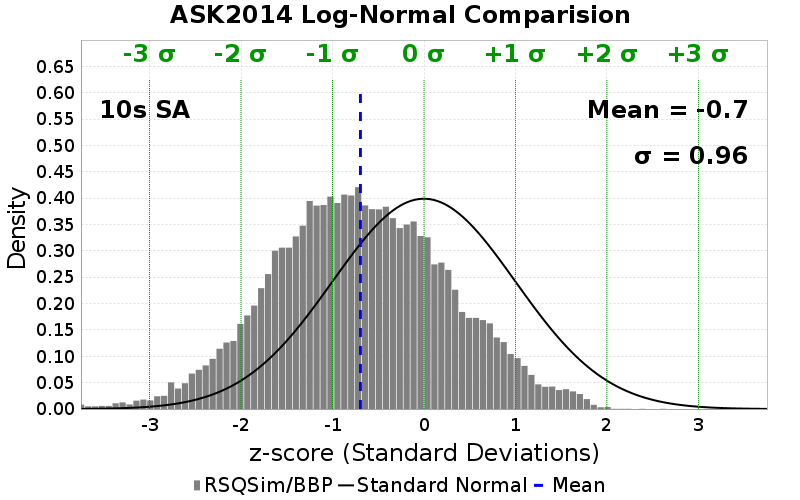 ASK2014 Log-Normal Comparision
-3 σ -2 σ -1 σ 0 σ +1 σ +2 σ +3 σ
10s SA
Mean = -0.7
σ = 0.96
Density
0.65
0.60
0.55
0.50
0.45
0.40
0.35
0.30
0.25
0.20
0.15
0.10
0.05
0.00
-3 -2 -1 0 1 2 3
z-score (Standard Deviations)
RSQSim/BBP Standard Normal Mean